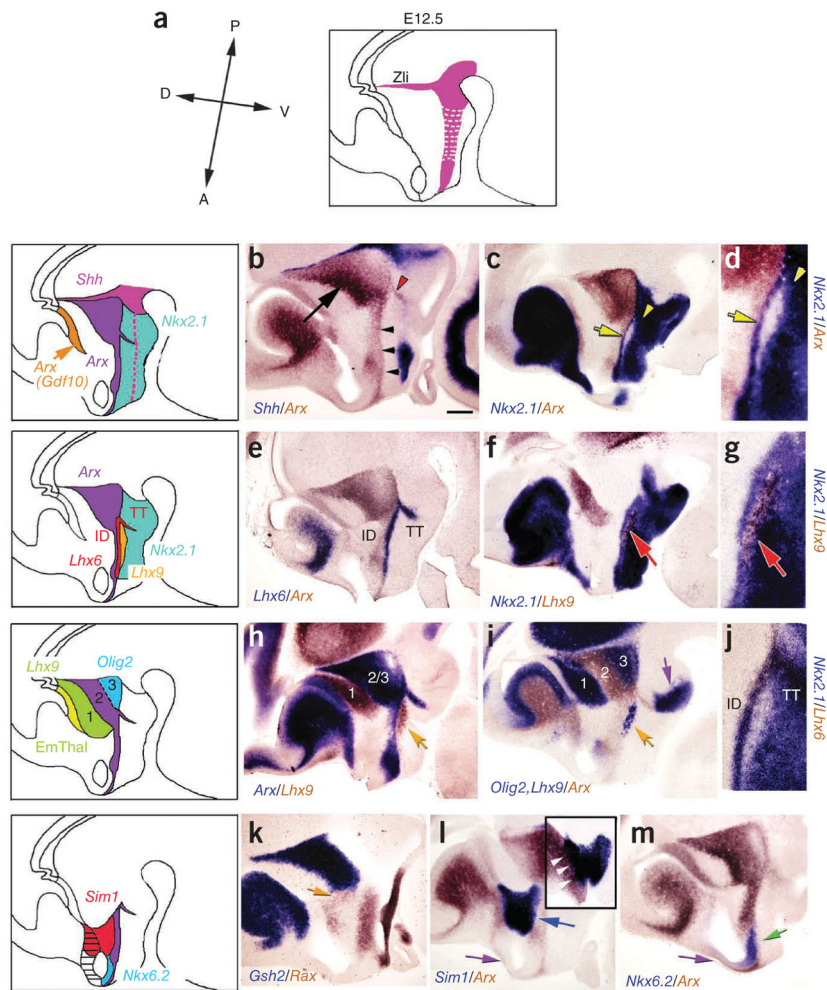 a
E12.5
P
D
V
A
Zli
Shh
Nkx2.1
Arx
Arx
(Gdf10)
b
Shh/Arx
c
Nkx2.1/Arx
d
Nkx2.1/Arx
Arx
TT
ID
Nkx2.1
Lhx6
Lhx9
e
ID
TT
Lhx6/Arx
f
Nkx2.1/Lhx9
g
Nkx2.1/Lhx9
Lhx9
Olig2
3
2
1
EmThal
h
2/3
1
Arx/Lhx9
i
3
2
1
Olig2,Lhx9/Arx
j
ID
TT
Nkx2.1/Lhx6
Sim1
Nkx6.2
k
Gsh2/Rax
l
Sim1/Arx
m
Nkx6.2/Arx